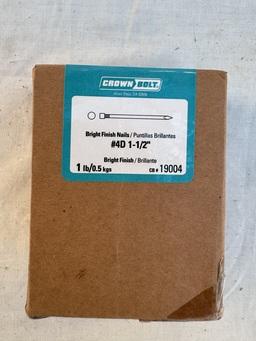 CROWN BOLT
Bright Finish Nails / Puntillas Brillantes
#4D 1-1/2"
Bright Finish / Brillante
1 lb/0.5 kgs
CB # 19004